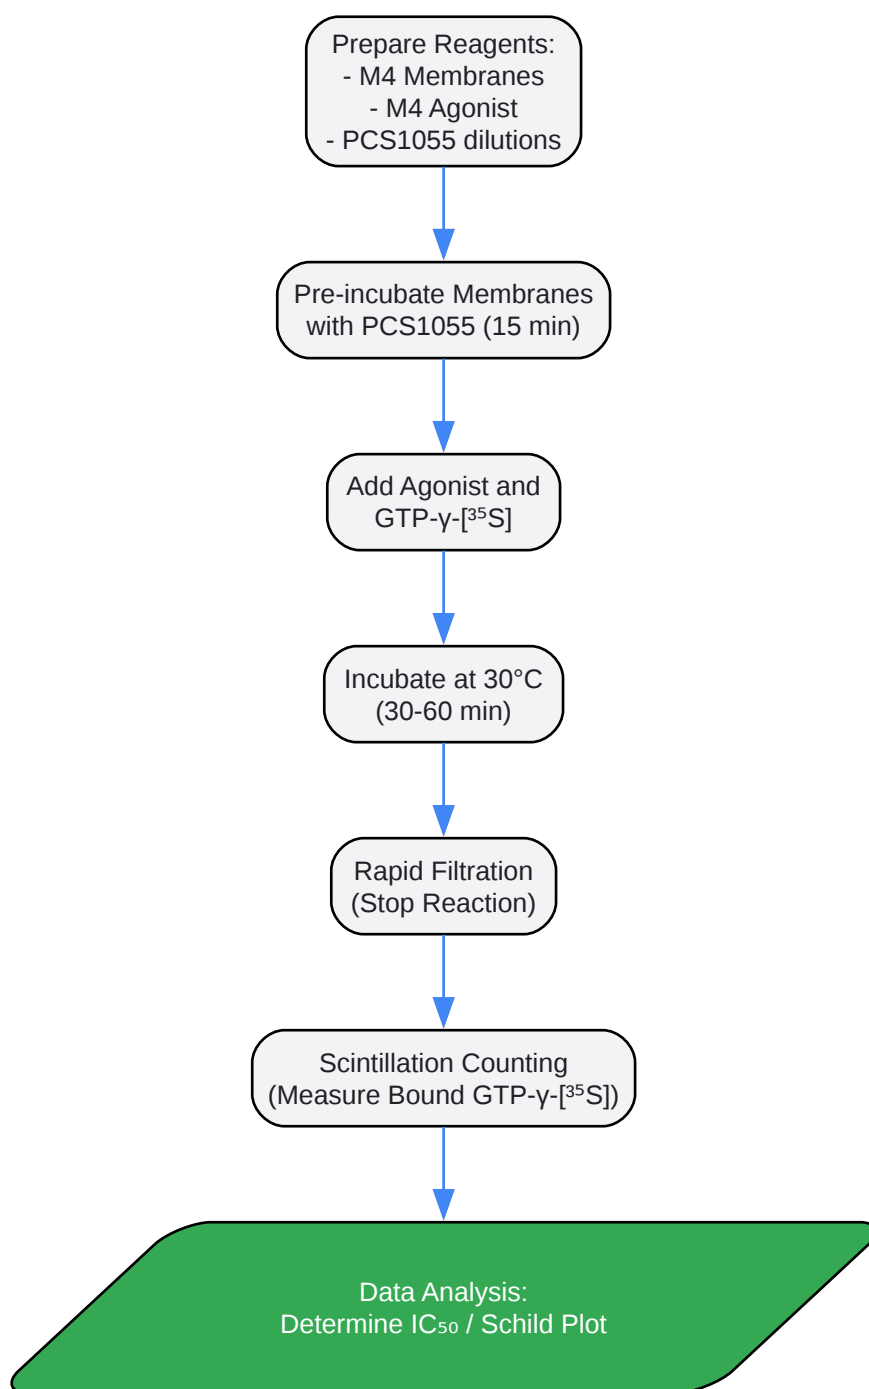 Prepare Reagents:
- M4 Membranes
- M4 Agonist
- PCS1055 dilutions
Pre-incubate Membranes
with PCS1055 (15 min)
Add Agonist and
GTP-γ-[³⁵S]
Incubate at 30°C
(30-60 min)
Rapid Filtration
(Stop Reaction)
Scintillation Counting
(Measure Bound GTP-γ-[³⁵S])
Data Analysis:
Determine IC₅₀ / Schild Plot